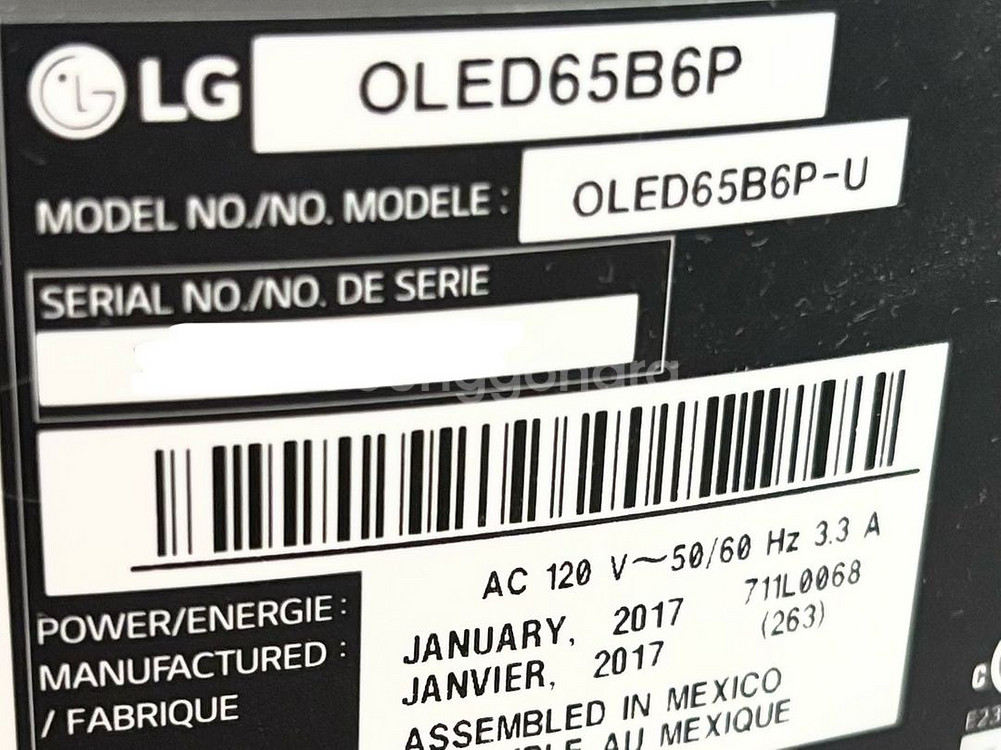 LG OLED65B6P
MODEL NO./NO. MODELE : OLED65B6P-U
SERIAL NO./NO. DE SERIE
AC 120 V~50/60 Hz 3.3 A
711L0068
(263)
POWER/ENERGIE :
MANUFACTURED :
/ FABRIQUE
JANUARY, 2017
JANVIER, 2017
ASSEMBLED IN MEXICO
AU MEXIQUE